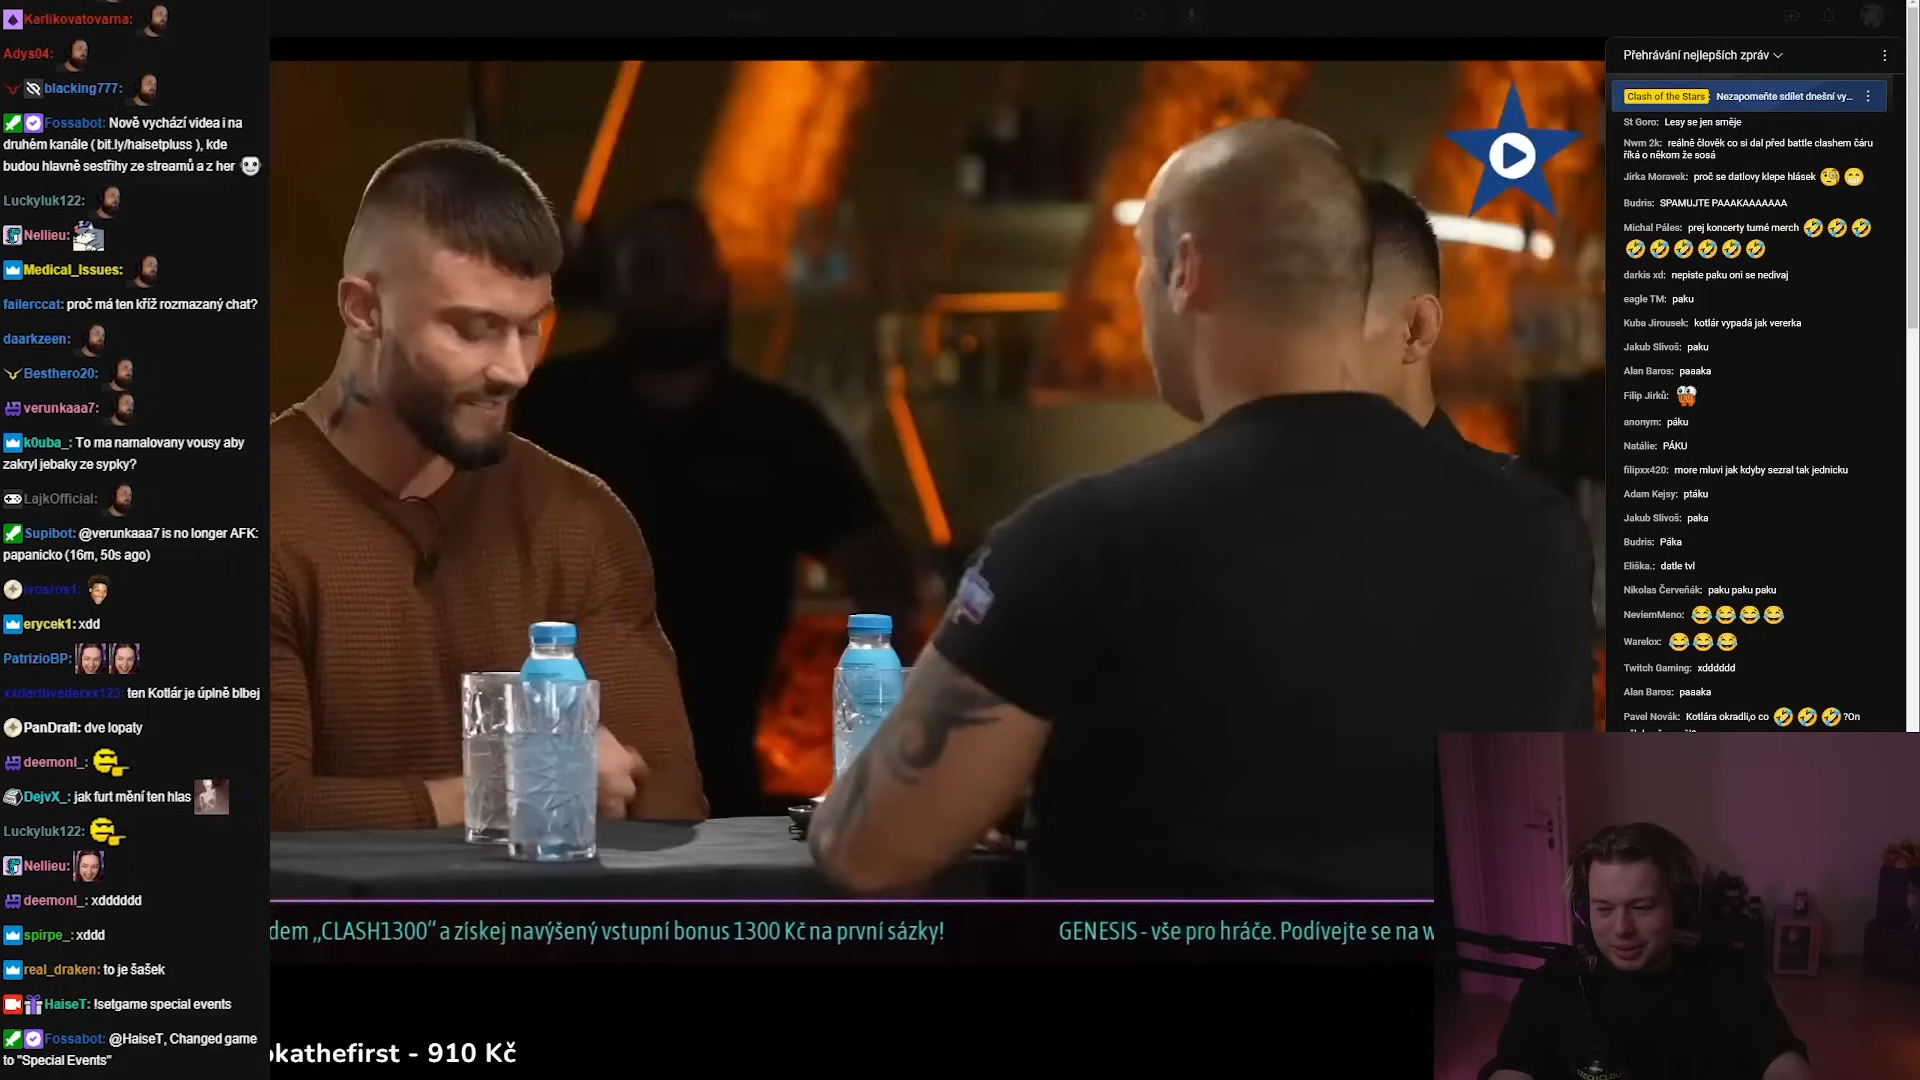 Karlikovatovarna:
Adys04:
blacking777:
Fossabot: Nově vychází videa i na
druhém kanále ( bit.ly/haisetpluss ), kde
budou hlavně sestřihy ze streamů a z her
Luckyluk122:
Nellieu:
Medical_Issues:
failerccat: proč má ten kříž rozmazaný chat?
daarkzeen:
Besthero20:
verunkaaa7:
k0uba_: To ma namalovany vousy aby
zakryl jebaky ze sypky?
LajkOfficial:
Supibot: @verunkaaa7 is no longer AFK:
papanicko (16m, 50s ago)
ivosros1:
erycek1: xdd
PatrizioBP:
xxdarthvaderxx123: ten Kotlár je úplně blbej
PanDrafl: dve lopaty
deemonl_:
DejvX_: jak furt mění ten hlas
Luckyluk122:
Nellieu:
deemonl_: xdddddd
spirpe_: xddd
real_draken: to je šašek
HaiseT: !setgame special events
Fossabot: @HaiseT, Changed game
to "Special Events"
dem „CLASH1300“ a získej navýšený vstupní bonus 1300 Kč na první sázky!
GENESIS - vše pro hráče. Podívejte se na w
okathefirst - 910 Kč
Přehrávání nejlepších zpráv
Clash of the Stars Nezapomeňte sdílet dnešní vy...
St Goro: Lesy se jen směje
Nwm 2k: reálně člověk co si dal před battle clashem čáru
říká o někom že sosá
Jirka Moravek: proč se datlovy klepe hlásek
Budris: SPAMUJTE PAAAKAAAAAAA
Michal Páles: prej koncerty turné merch
darkis xd: nepiste paku oni se nedivaj
eagle TM: paku
Kuba Jirousek: kotlár vypadá jak vererka
Jakub Slivoš: paku
Alan Baros: paaaka
Filip Jirků:
anonym: páku
Natálie: PÁKU
filipxx420: more mluvi jak kdyby sezral tak jednicku
Adam Kejsy: ptáku
Jakub Slivoš: paka
Budris: Páka
Eliška.: datle tvl
Nikolas Červeňák: paku paku paku
NeviemMeno:
Warelox:
Twitch Gaming: xdddddd
Alan Baros: paaaka
Pavel Novák: Kotlára okradli,o co ?On